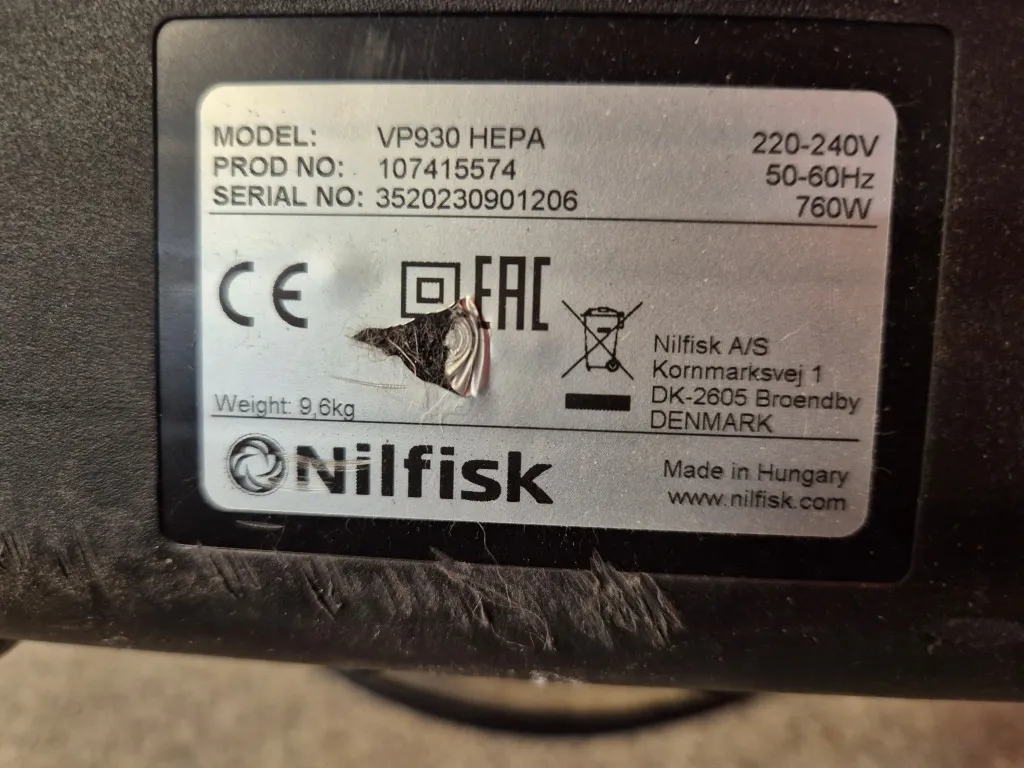 MODEL: VP930 HEPA 220-240V
PROD NO: 107415574 50-60Hz
SERIAL NO: 3520230901206 760W
CE EAC
Nilfisk A/S
Kornmarksvej 1
DK-2605 Broendby
DENMARK
Weight: 9,6kg
Nilfisk
Made in Hungary
www.nilfisk.com